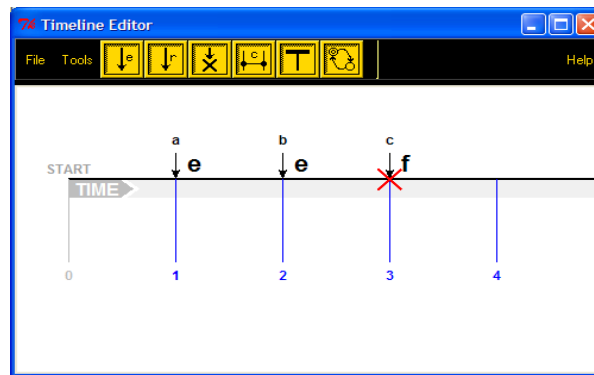 Timeline Editor
File Tools e r c T Help
a b c
e e f
START
TIME
0 1 2 3 4